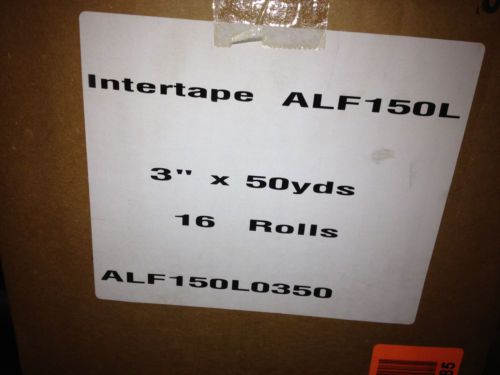 Intertape ALF150L
3" x 50yds
16 Rolls
ALF150L0350